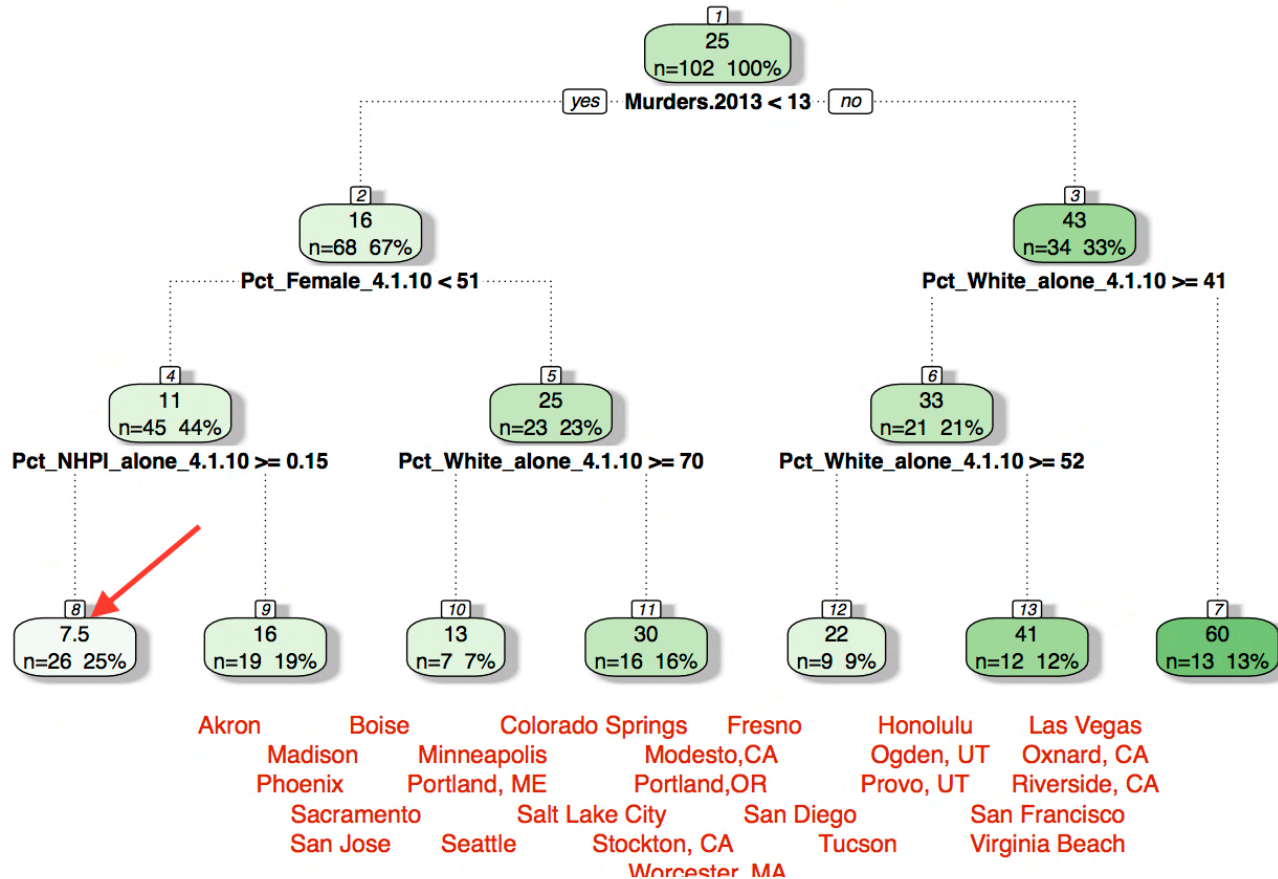 1
25
n=102 100%
yes Murders.2013 < 13 no
2 3
16 43
n=68 67% n=34 33%
Pct_Female_4.1.10 < 51 Pct_White_alone_4.1.10 >= 41
4 5 6
11 25 33
n=45 44% n=23 23% n=21 21%
Pct_NHPI_alone_4.1.10 >= 0.15 Pct_White_alone_4.1.10 >= 70 Pct_White_alone_4.1.10 >= 52
8 9 10 11 12 13 7
7.5 16 13 30 22 41 60
n=26 25% n=19 19% n=7 7% n=16 16% n=9 9% n=12 12% n=13 13%
Akron Boise Colorado Springs Fresno Honolulu Las Vegas
Madison Minneapolis Modesto,CA Ogden, UT Oxnard, CA
Phoenix Portland, ME Portland,OR Provo, UT Riverside, CA
Sacramento Salt Lake City San Diego San Francisco
San Jose Seattle Stockton, CA Tucson Virginia Beach
Worcester, MA